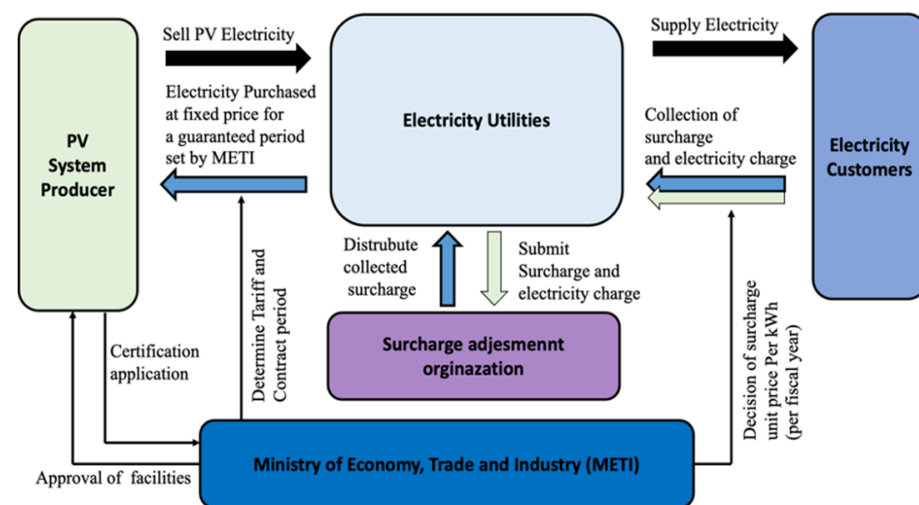 Sell PV Electricity
Supply Electricity
Electricity Purchased
at fixed price for
a guaranteed period
set by METI
PV
System
Producer
Electricity Utilities
Collection of
surcharge
and electricity charge
Electricity
Customers
Distrubute
collected
surcharge
Submit
Surcharge and
electricity charge
Determine Tariff and
Contract period
Surcharge adjesmennt
orginazation
Certification
application
Decision of surcharge
unit price Per kWh
(per fiscal year)
Ministry of Economy, Trade and Industry (METI)
Approval of facilities